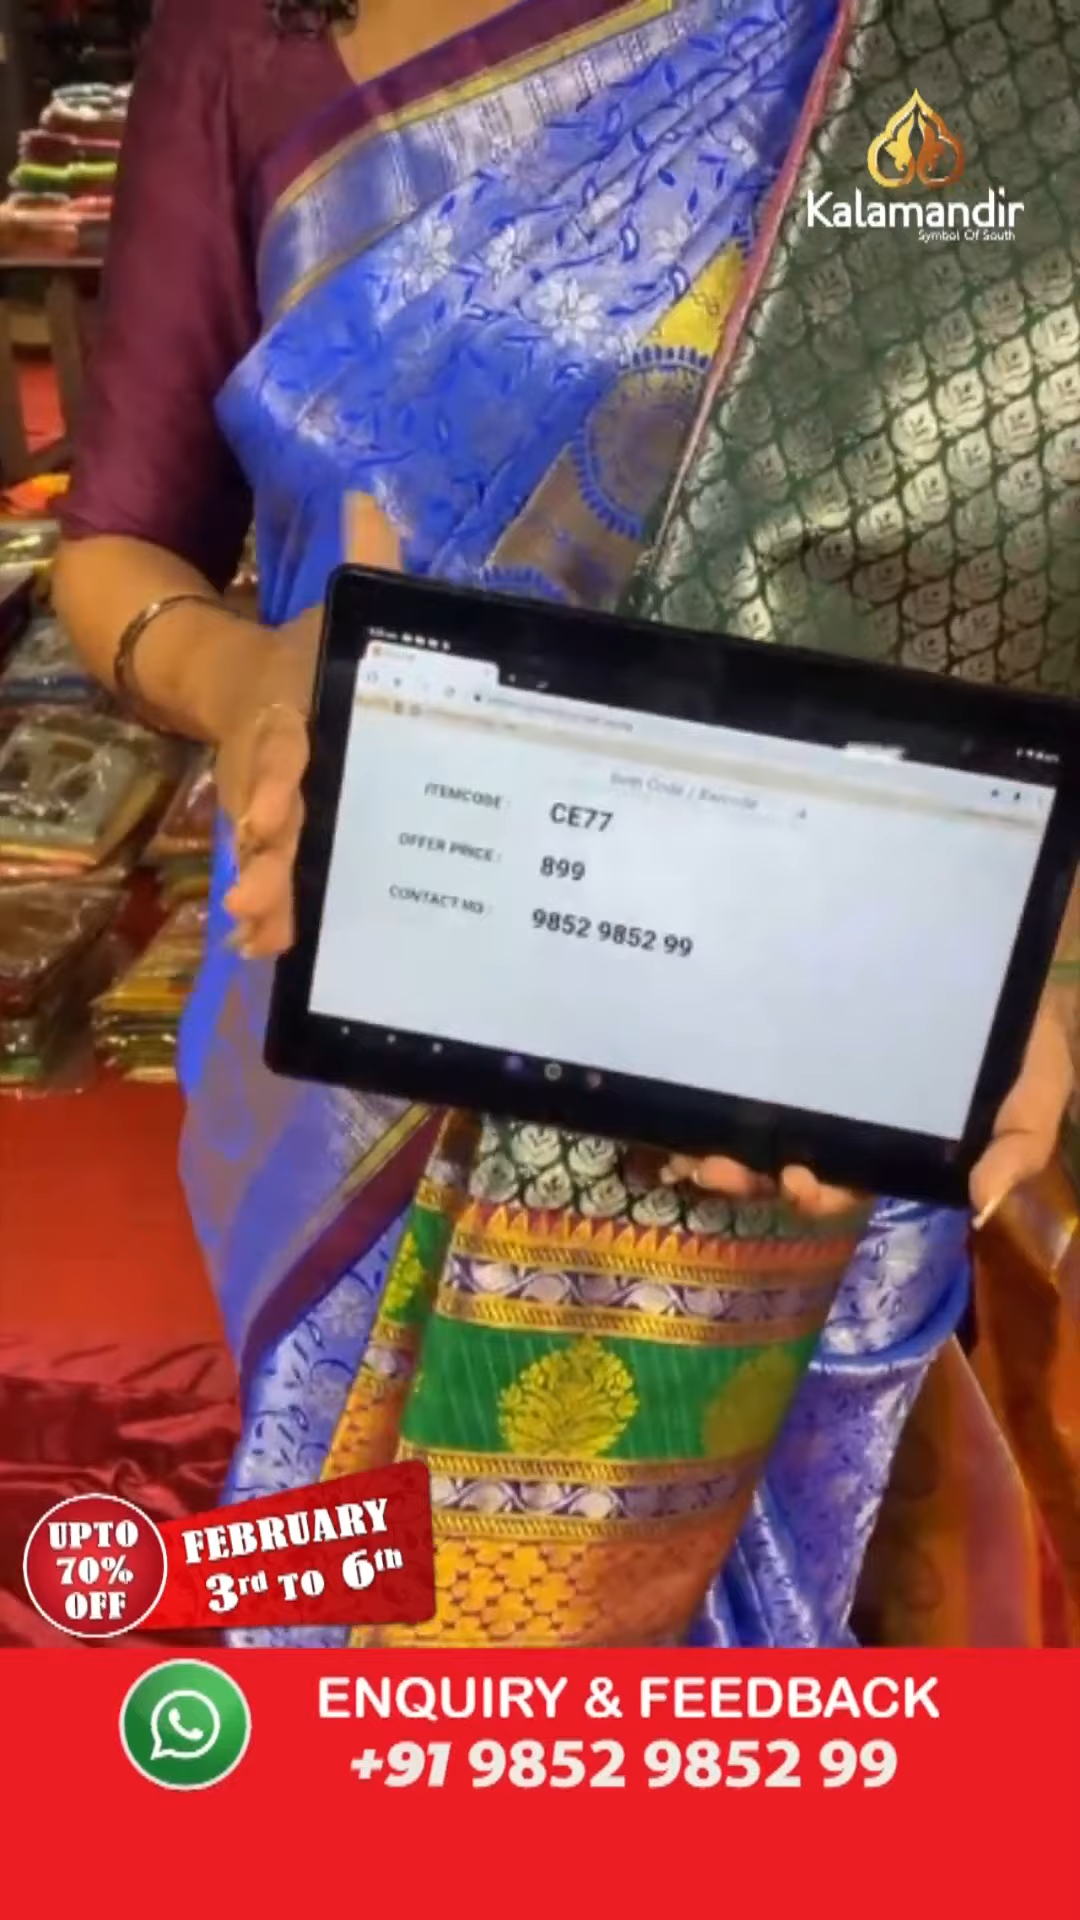 Kalamandir
Symbol Of South
ITEMCODE :
CE77
OFFER PRICE :
899
CONTACT NO :
9852 9852 99
UPTO
70%
OFF
FEBRUARY
3rd TO 6th
ENQUIRY & FEEDBACK
+91 9852 9852 99